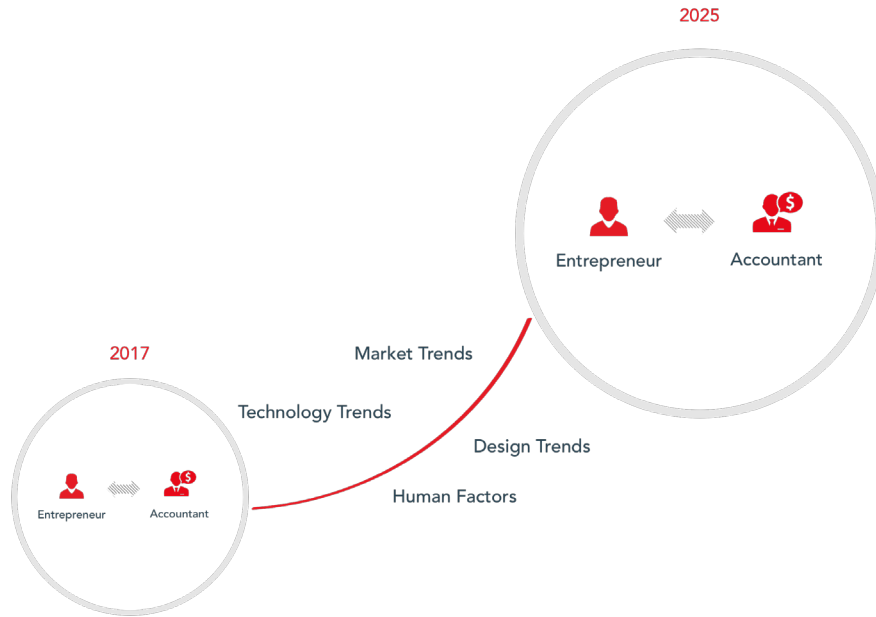 2025
Entrepreneur
Accountant
2017
Market Trends
Technology Trends
Design Trends
Human Factors
$
$
Entrepreneur
Accountant